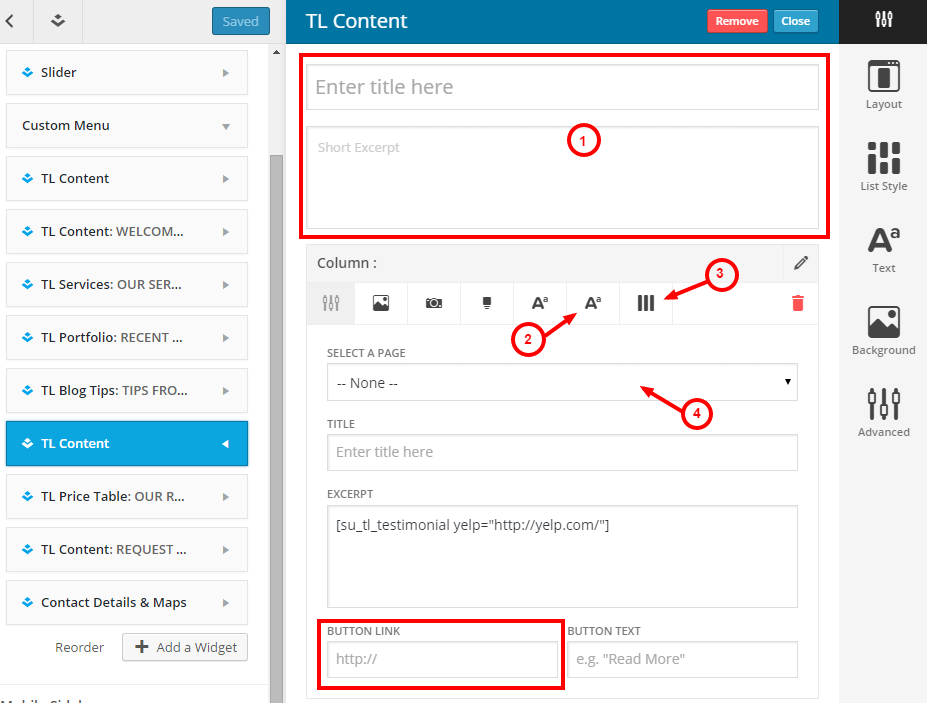 Saved
Slider
Custom Menu
TL Content
TL Content: WELCOM...
TL Services: OUR SER...
TL Portfolio: RECENT ...
TL Blog Tips: TIPS FRO...
TL Content
TL Price Table: OUR R...
TL Content: REQUEST ...
Contact Details & Maps
Reorder
Add a Widget
TL Content
Remove
Close
Enter title here
Short Excerpt
1
Column :
3
Aa
Aa
2
SELECT A PAGE
-- None --
4
TITLE
Enter title here
EXCERPT
[su_tl_testimonial yelp="http://yelp.com/"]
BUTTON LINK
BUTTON TEXT
http://
e.g. "Read More"
Layout
List Style
Aa
Text
Background
Advanced